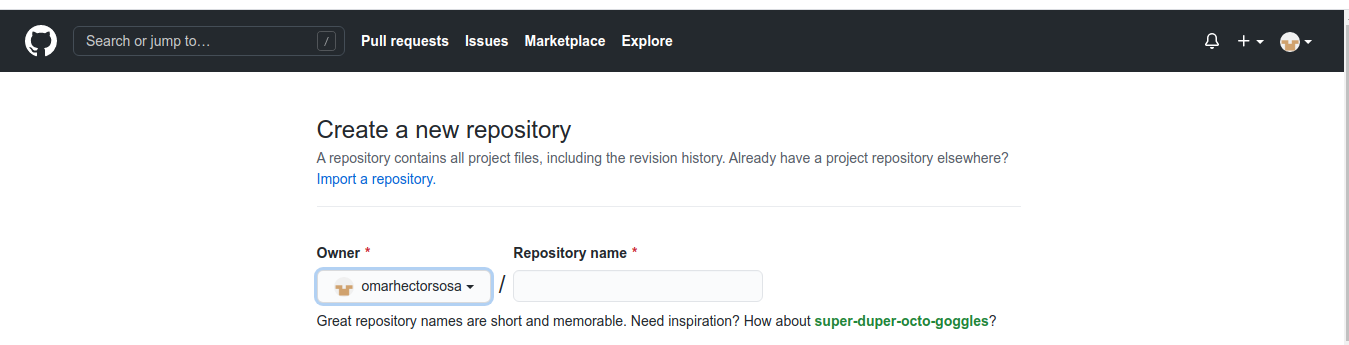 Search or jump to… / Pull requests Issues Marketplace Explore
Create a new repository
A repository contains all project files, including the revision history. Already have a project repository elsewhere?
Import a repository.
Owner * Repository name *
omarhectorsosa /
Great repository names are short and memorable. Need inspiration? How about super-duper-octo-goggles?